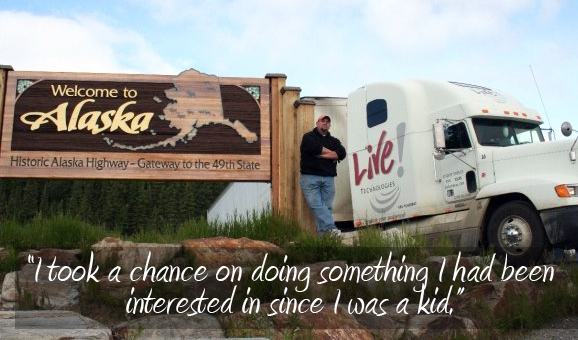 Welcome to
Alaska
Historic Alaska Highway - Gateway to the 49th State
Live!
TECHNOLOGIES
"I took a chance on doing something I had been
interested in since I was a kid."